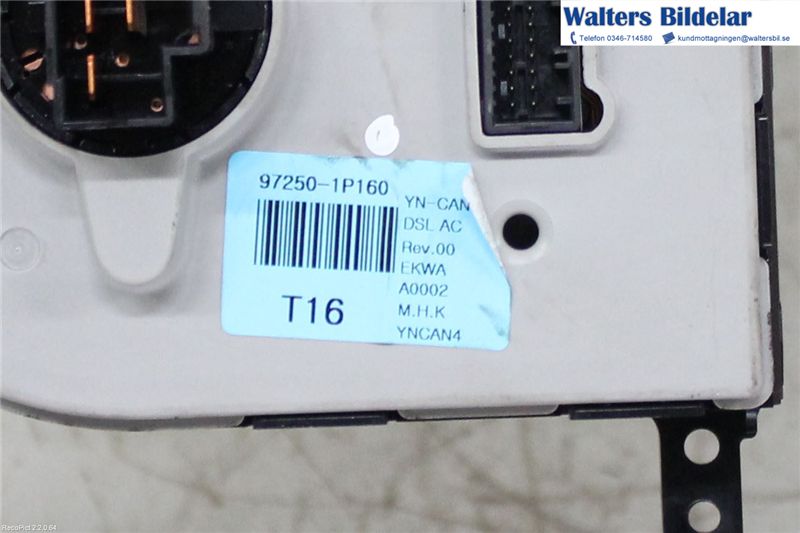 Walters Bildelar
Telefon 0346-714580 kundmottagningen@waltersbil.se
97250-1P160
YN-CAN
DSL AC
Rev.00
EKWA
A0002
T16
M.H.K
YNCAN4
RecoPict 2.2.0.64